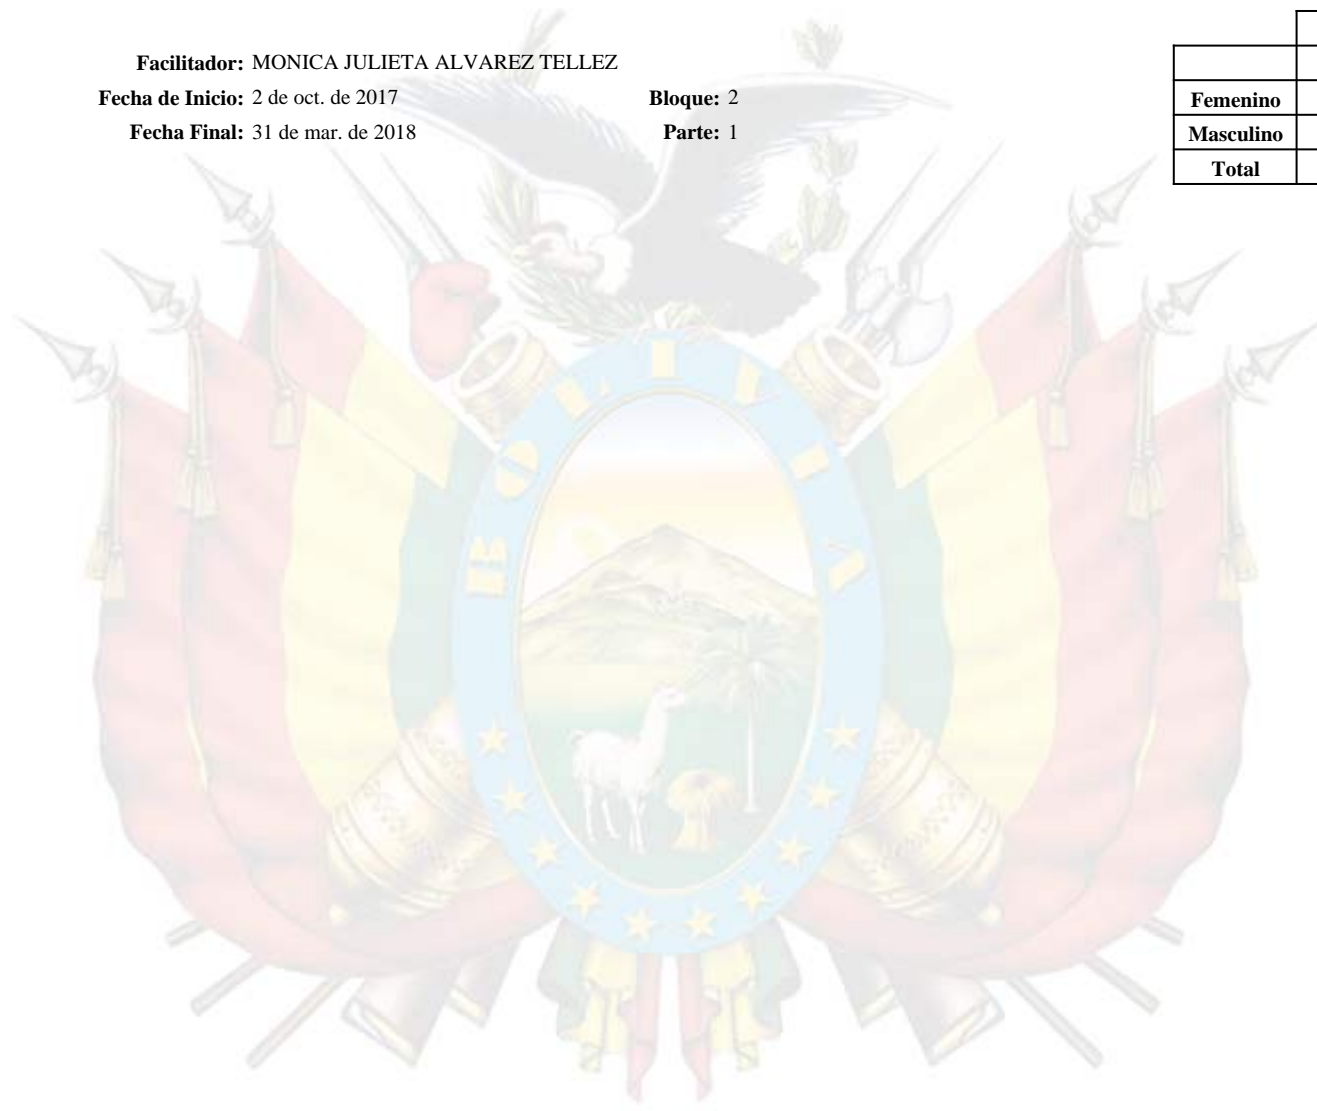 Facilitador: MONICA JULIETA ALVAREZ TELLEZ
Fecha de Inicio: 2 de oct. de 2017 Bloque: 2
Fecha Final: 31 de mar. de 2018 Parte: 1
Femenino
Masculino
Total
BOLIVIA